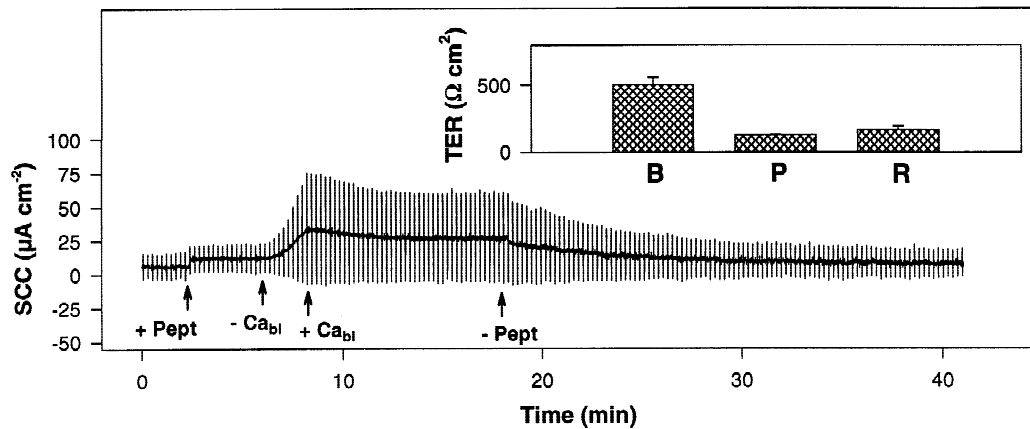 TER (Ω cm²)
500
0
B P R
SCC (µA cm⁻²)
100
75
50
25
0
-25
-50
+ Pept - Ca_bl + Ca_bl - Pept
0 10 20 30 40
Time (min)